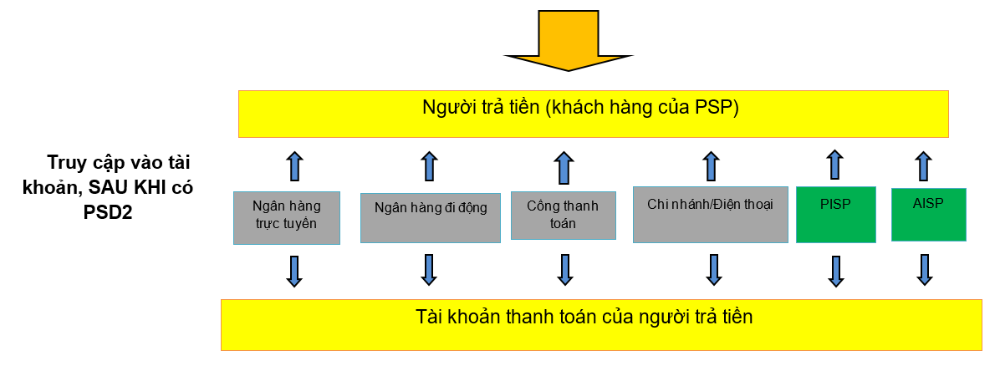 Người trả tiền (khách hàng của PSP)
Truy cập vào tài
khoản, SAU KHI có
PSD2
Ngân hàng
trực tuyến
Ngân hàng đi động
Cổng thanh
toán
Chi nhánh/Điện thoại
PISP
AISP
Tài khoản thanh toán của người trả tiền